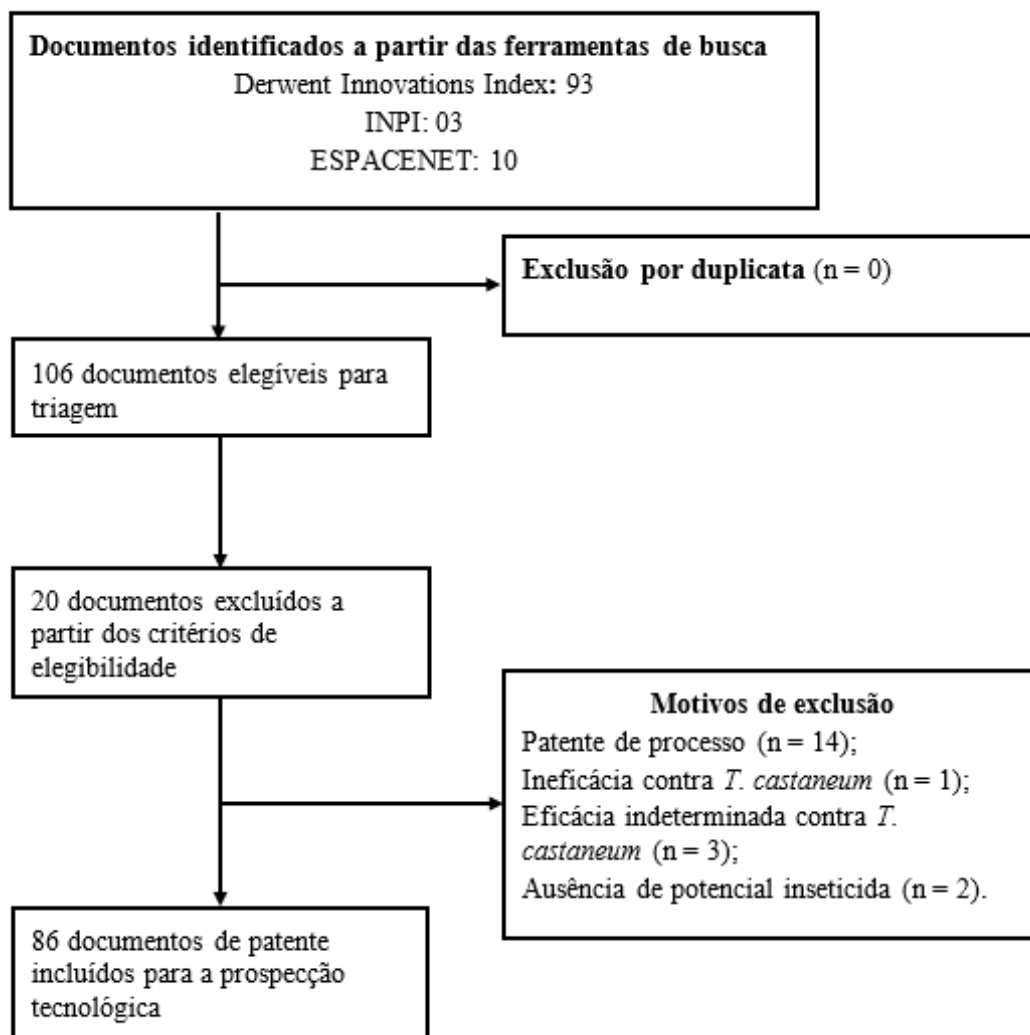 Documentos identificados a partir das ferramentas de busca
Derwent Innovations Index: 93
INPI: 03
ESPACENET: 10
Exclusão por duplicata (n = 0)
106 documentos elegíveis para
triagem
20 documentos excluídos a
partir dos critérios de
elegibilidade
Motivos de exclusão
Patente de processo (n = 14);
Ineficácia contra T. castaneum (n = 1);
Eficácia indeterminada contra T.
castaneum (n = 3);
Ausência de potencial inseticida (n = 2).
86 documentos de patente
incluídos para a prospecção
tecnológica